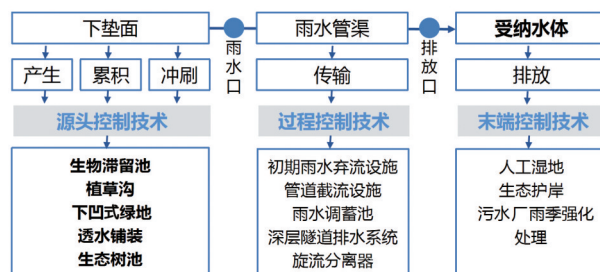 下垫面
雨水口
雨水管渠
排放口
受纳水体
产生
累积
冲刷
传输
排放
源头控制技术
过程控制技术
末端控制技术
生物滞留池
植草沟
下凹式绿地
透水铺装
生态树池
初期雨水弃流设施
管道截流设施
雨水调蓄池
深层隧道排水系统
旋流分离器
人工湿地
生态护岸
污水厂雨季强化
处理